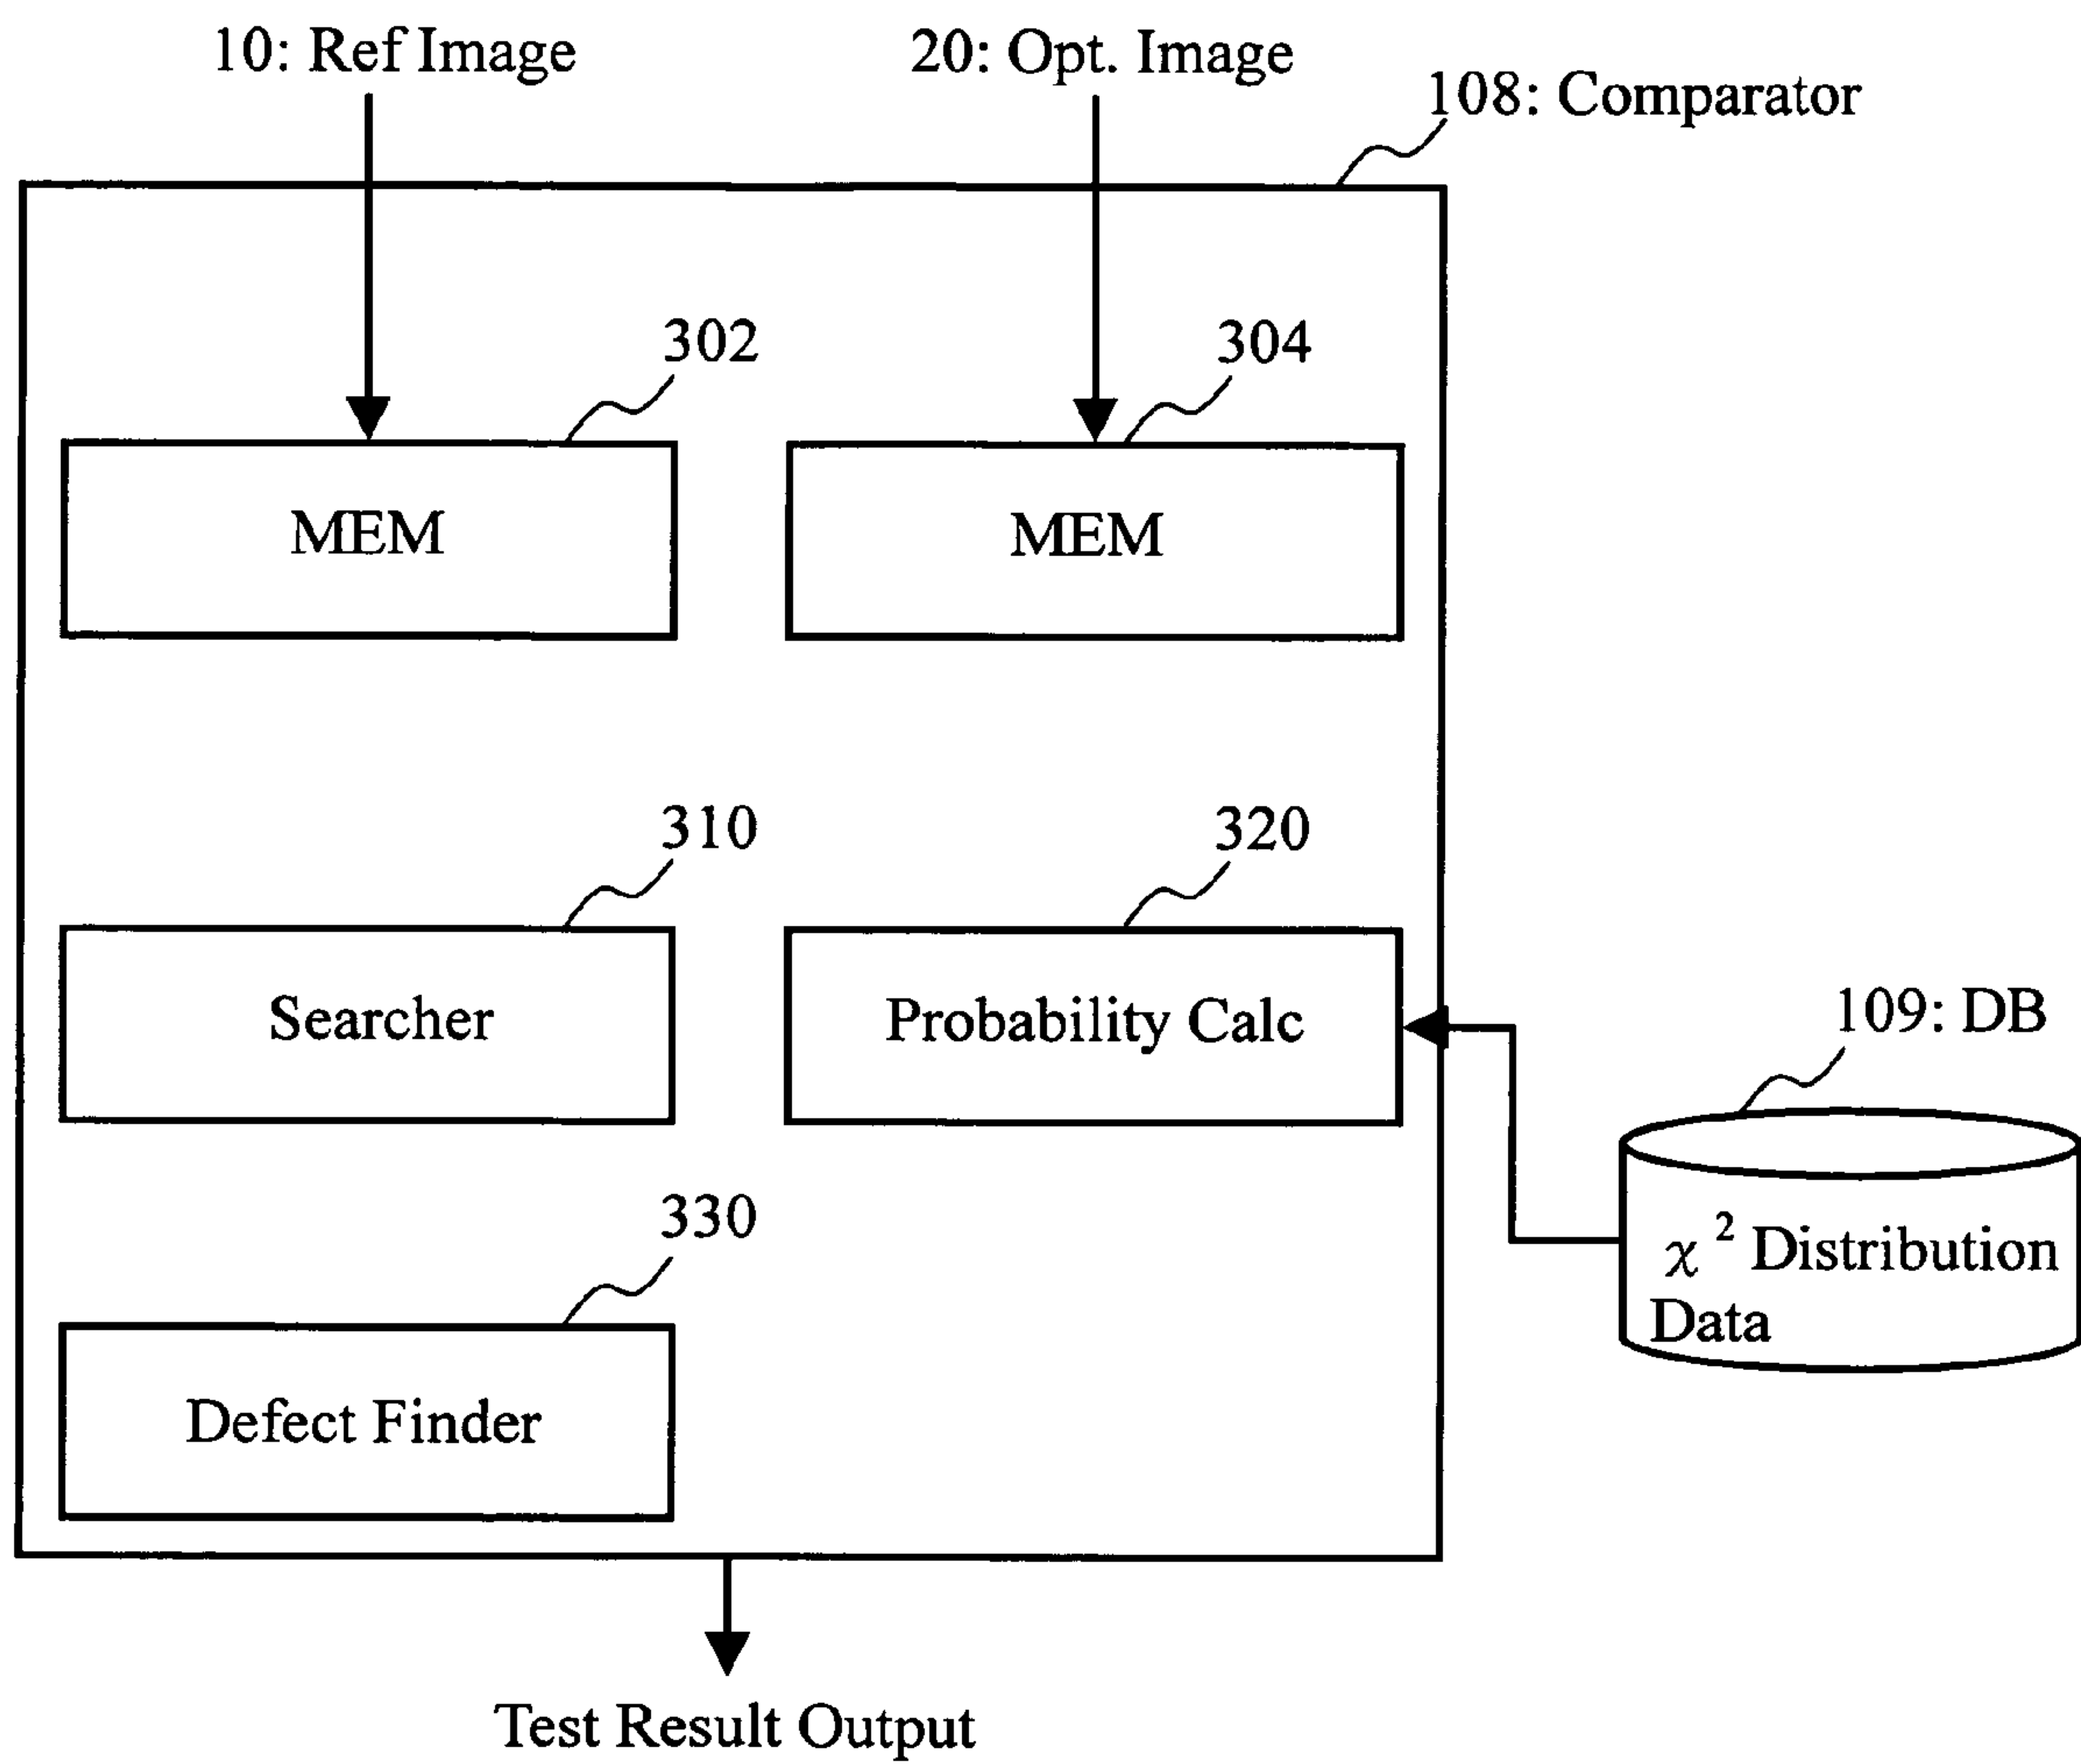 10: Ref Image
20: Opt. Image
108: Comparator
302
304
MEM
MEM
310
320
Searcher
Probability Calc
109: DB
χ² Distribution
Data
330
Defect Finder
Test Result Output